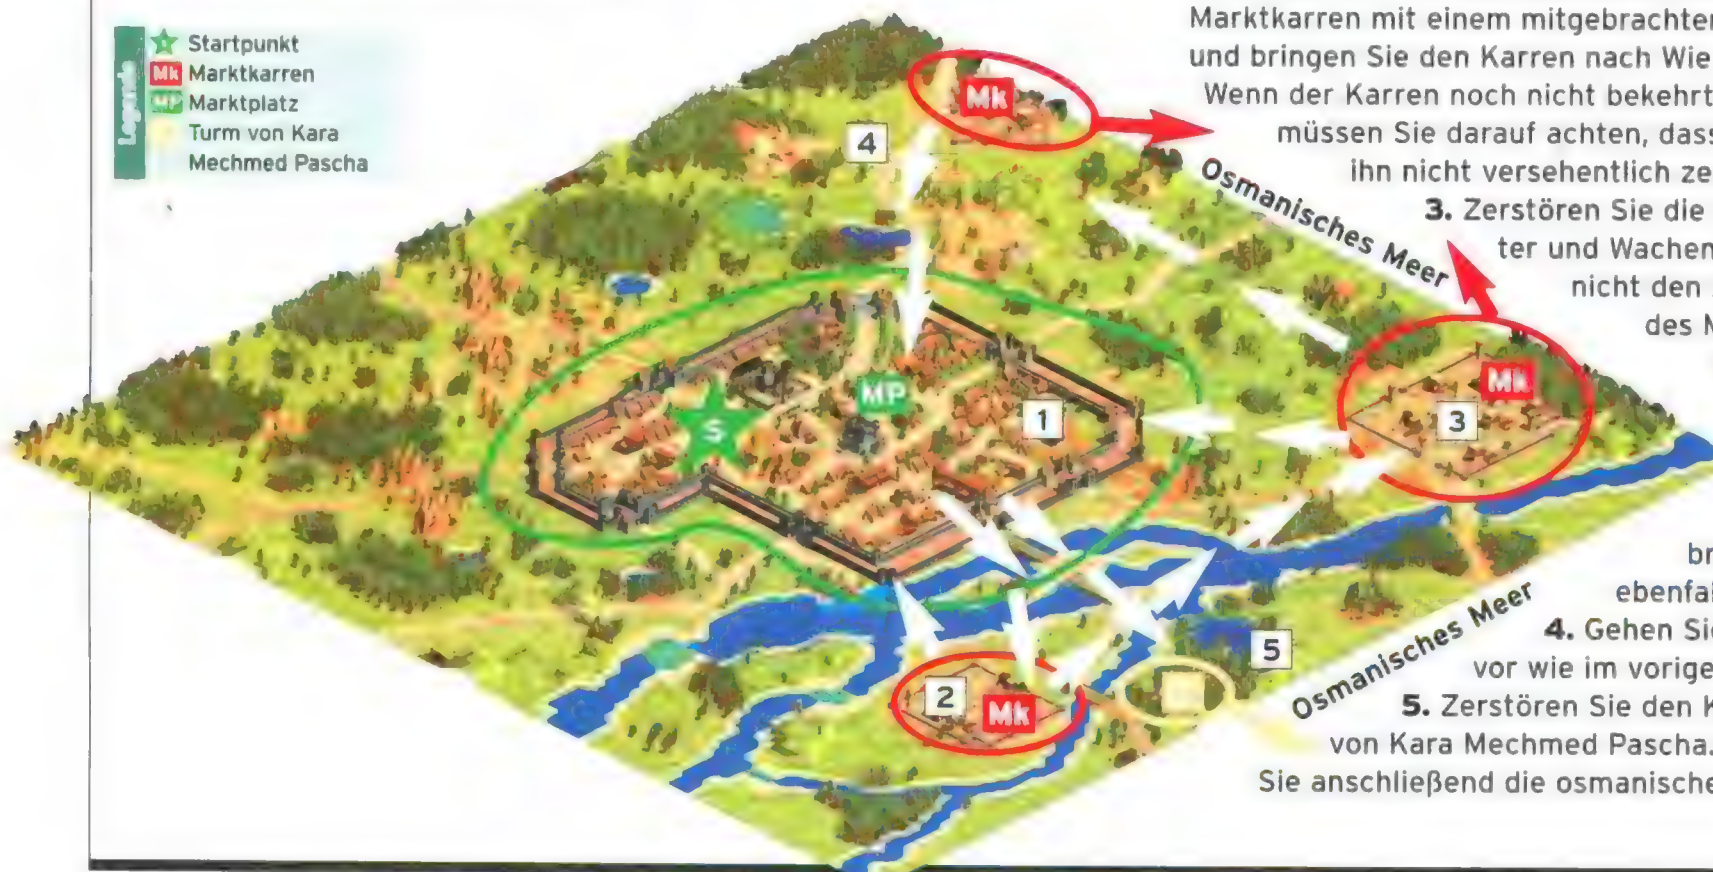 Legende
Startpunkt
Mk Marktkarren
MP Marktplatz
Turm von Kara
Mechmed Pascha
Marktkarren mit einem mitgebrachten
und bringen Sie den Karren nach Wie
Wenn der Karren noch nicht bekehrt
müssen Sie darauf achten, dass
ihn nicht versehentlich ze
3. Zerstören Sie die
ter und Wachen
nicht den
des M
br
ebenfal
4. Gehen Sie
vor wie im vorige
5. Zerstören Sie den K
von Kara Mechmed Pascha.
Sie anschließend die osmanische
Osmanisches Meer
Osmanisches Meer
Mk
4
S
MP
1
Mk
3
2
Mk
5